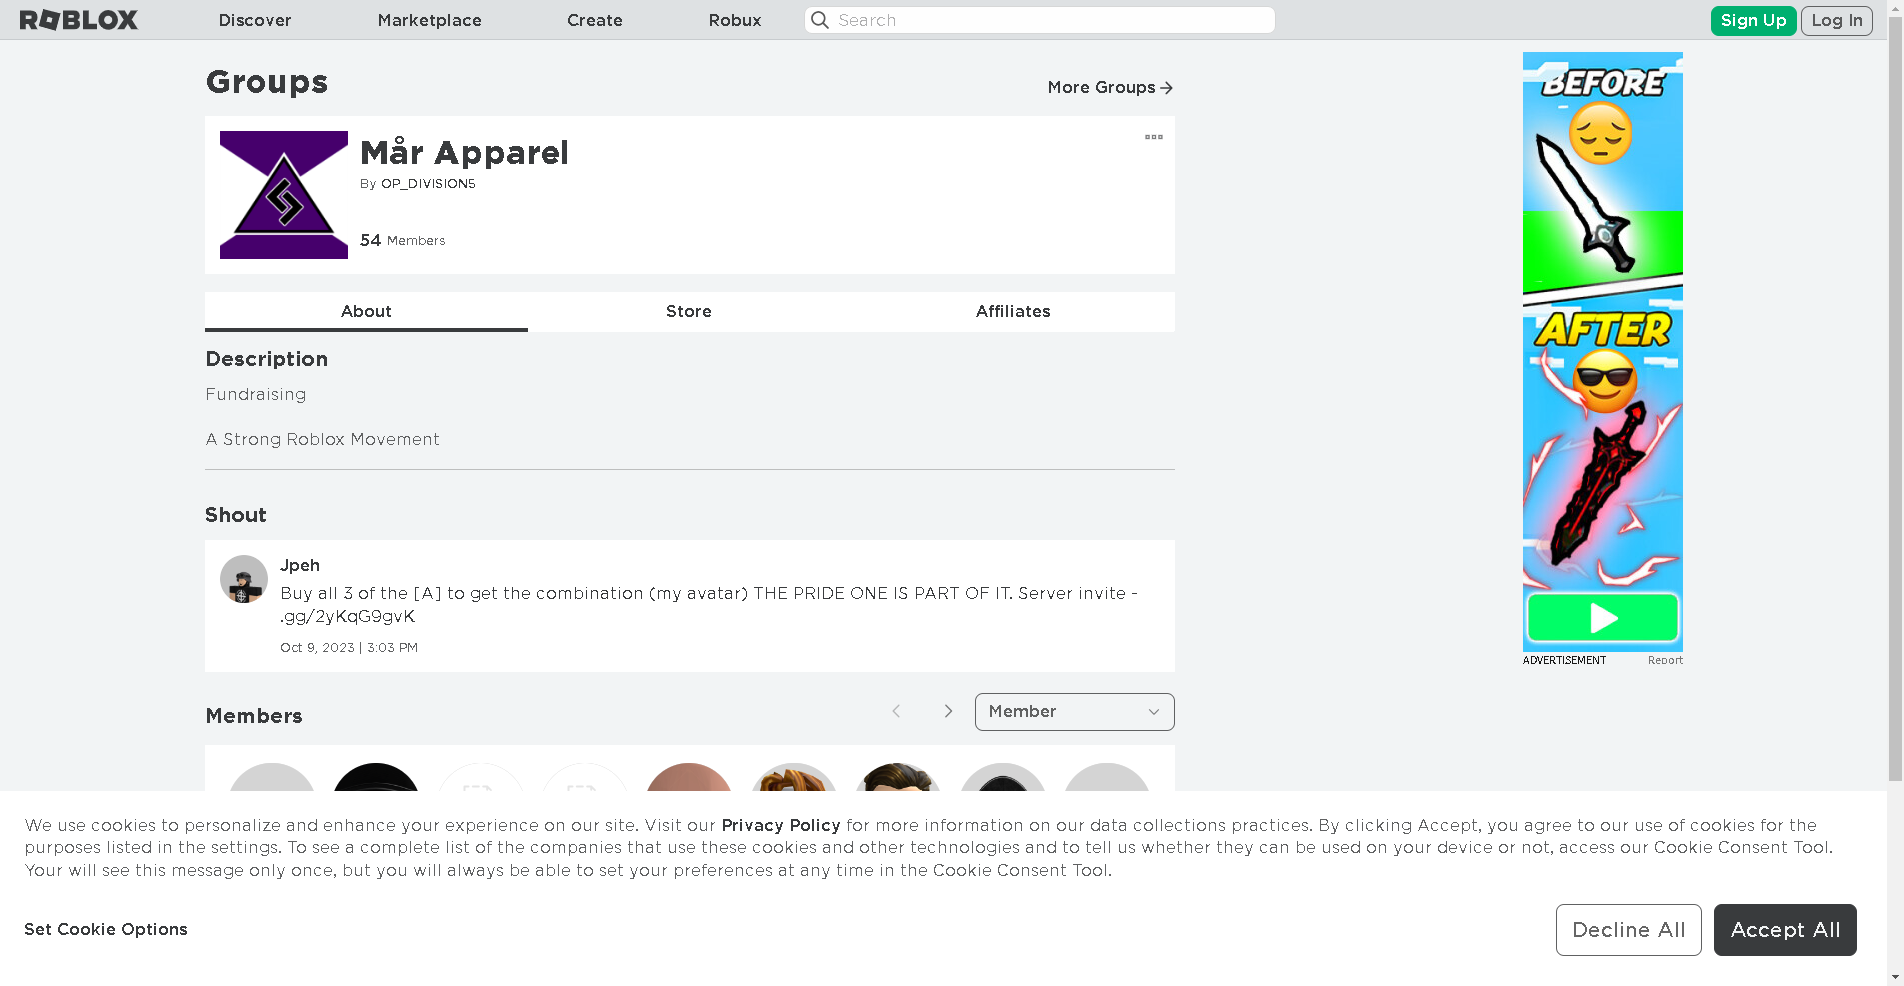 ROBLOX
Discover
Marketplace
Create
Robux
Search
Sign Up
Log In
Groups
More Groups
Mår Apparel
By OP_DIVISION5
54 Members
About
Store
Affiliates
Description
Fundraising
A Strong Roblox Movement
Shout
Jpeh
Buy all 3 of the [A] to get the combination (my avatar) THE PRIDE ONE IS PART OF IT. Server invite -
.gg/2yKqG9gvK
Oct 9, 2023 | 3:03 PM
Members
Member
BEFORE
AFTER
ADVERTISEMENT
Report
We use cookies to personalize and enhance your experience on our site. Visit our Privacy Policy for more information on our data collections practices. By clicking Accept, you agree to our use of cookies for the
purposes listed in the settings. To see a complete list of the companies that use these cookies and other technologies and to tell us whether they can be used on your device or not, access our Cookie Consent Tool.
Your will see this message only once, but you will always be able to set your preferences at any time in the Cookie Consent Tool.
Set Cookie Options
Decline All
Accept All